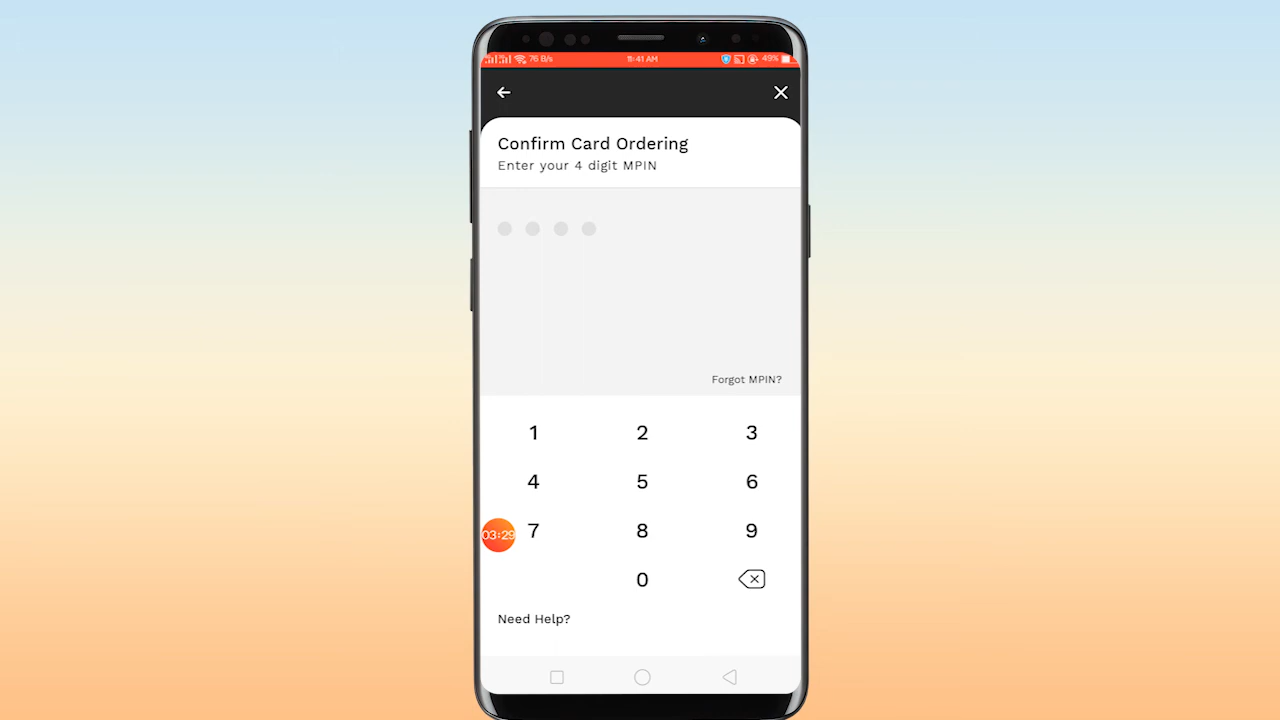 76 B/s 11:41 AM 49%
Confirm Card Ordering
Enter your 4 digit MPIN
Forgot MPIN?
1 2 3
4 5 6
03:29 7 8 9
0
Need Help?